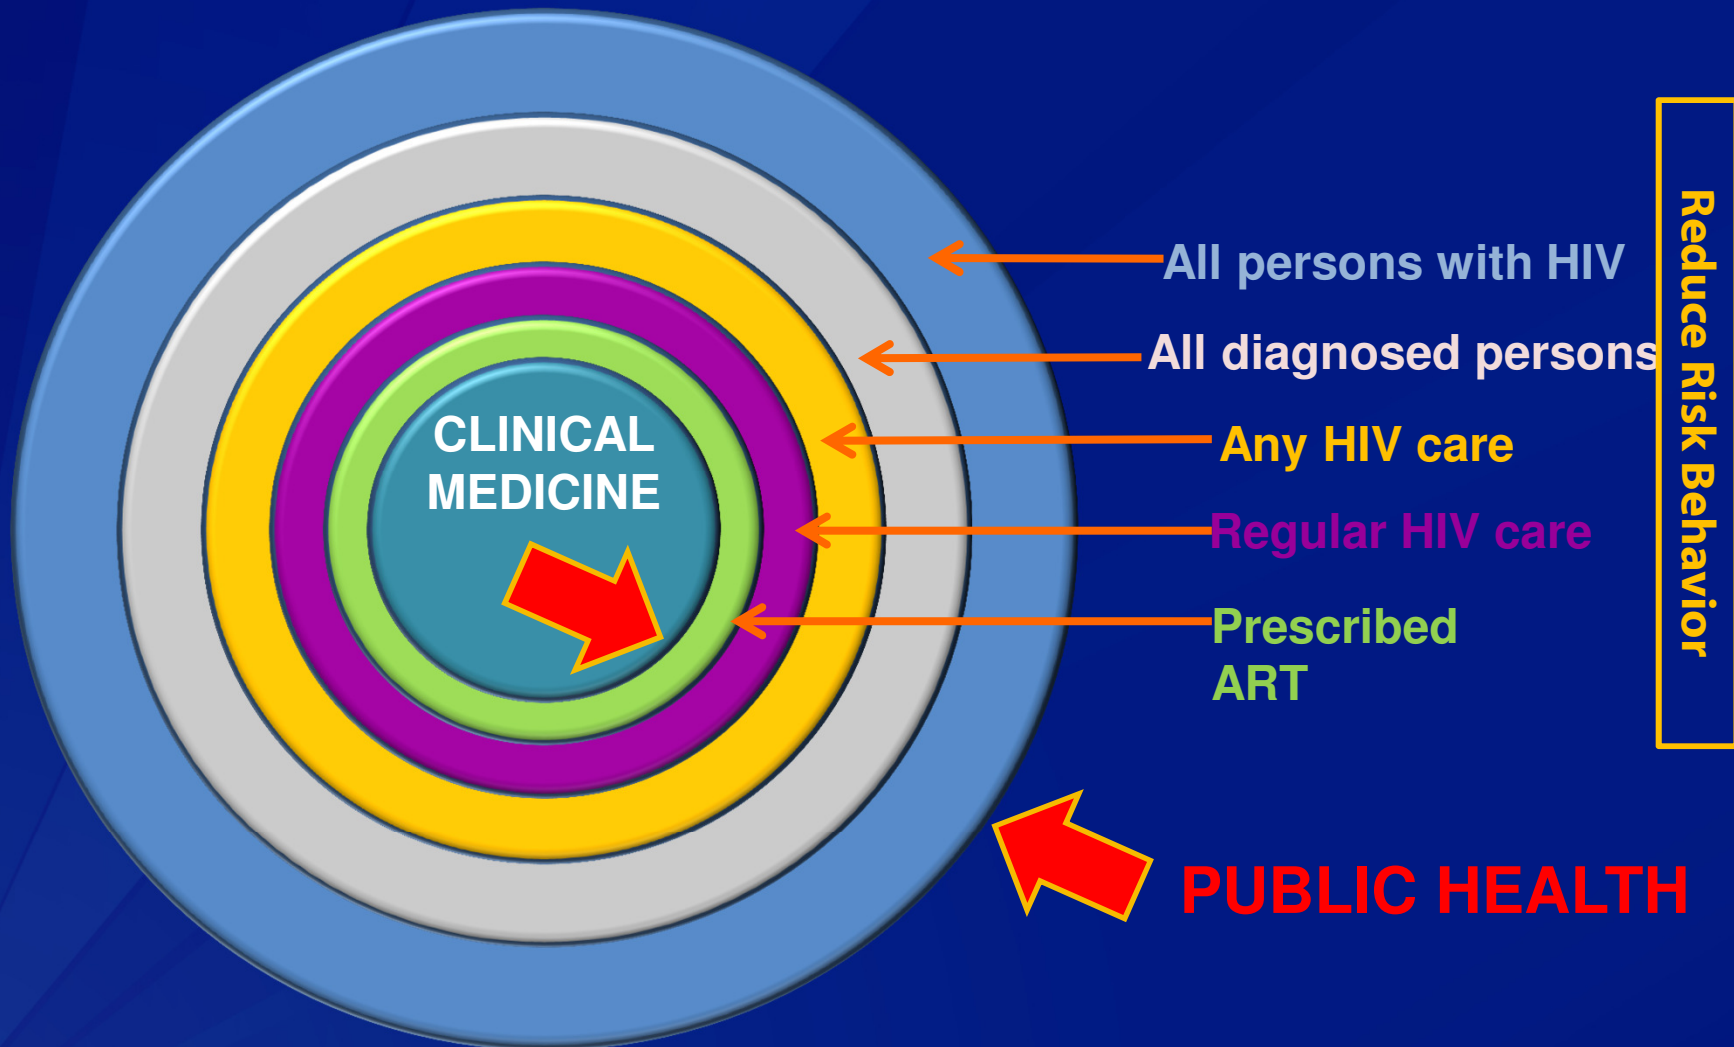 CLINICAL
MEDICINE
All persons with HIV
All diagnosed persons
Any HIV care
Regular HIV care
Prescribed
ART
PUBLIC HEALTH
Reduce Risk Behavior